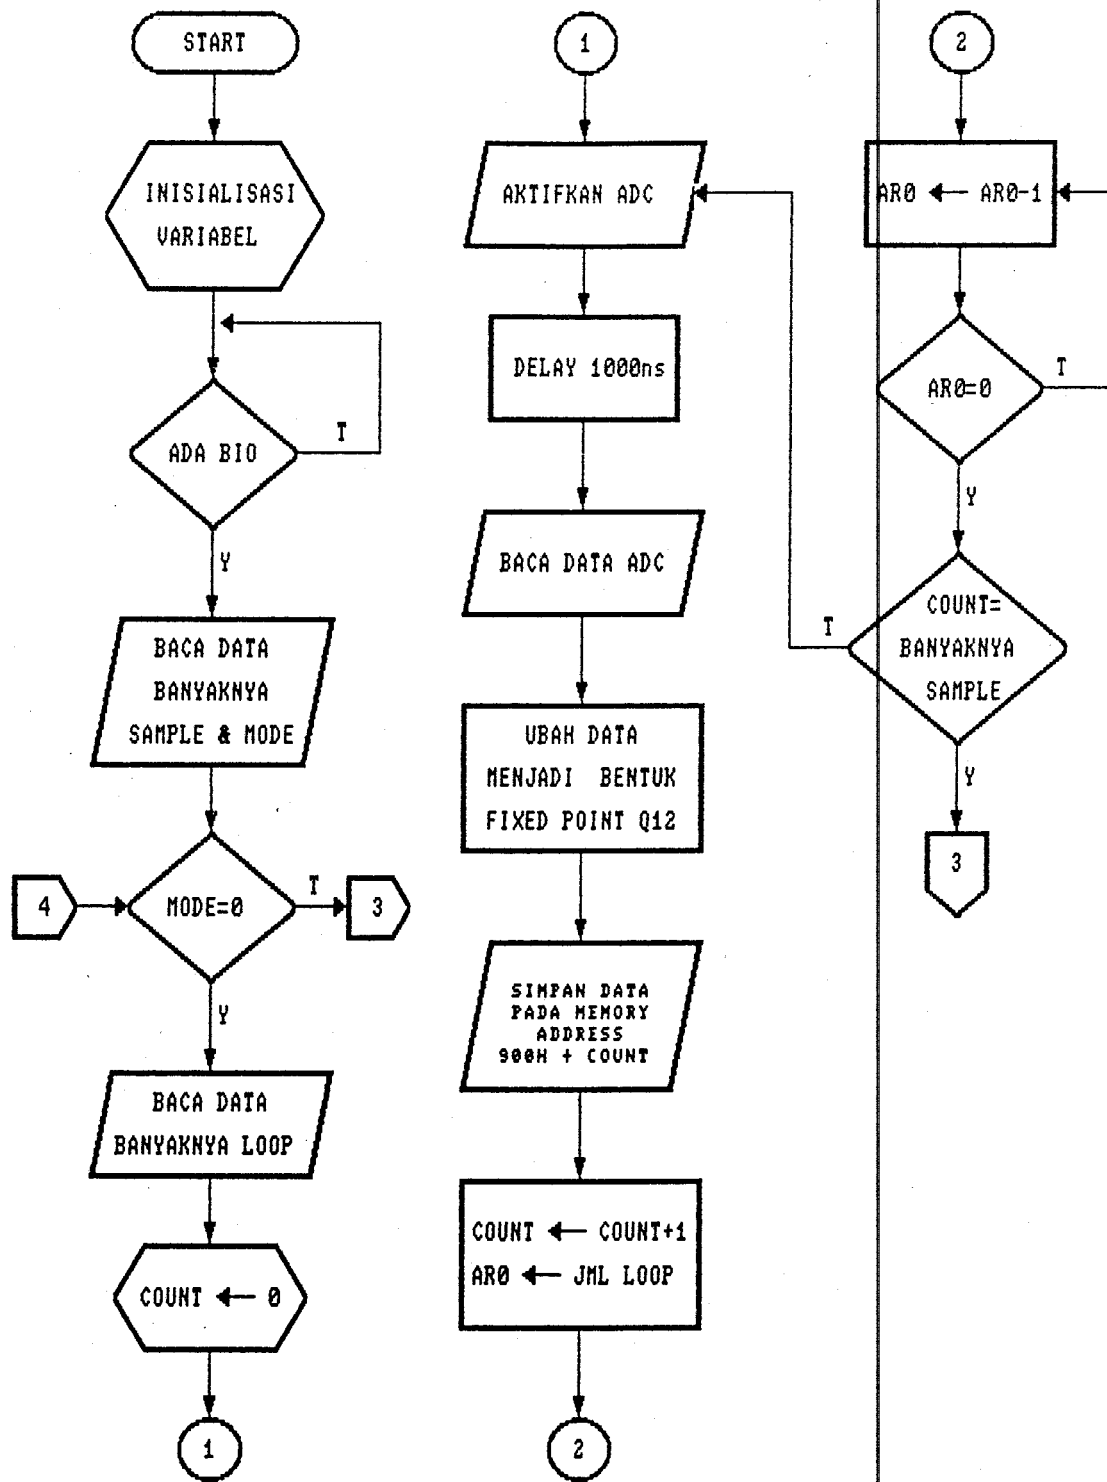 START
INISIALISASI
VARIABEL
ADA BIO
T
Y
BACA DATA
BANYAKNYA
SAMPLE & MODE
4
MODE=0
T
3
Y
BACA DATA
BANYAKNYA LOOP
COUNT ← 0
1
1
AKTIFKAN ADC
DELAY 1000ns
BACA DATA ADC
UBAH DATA
MENJADI BENTUK
FIXED POINT Q12
SIMPAN DATA
PADA MEMORY
ADDRESS
900H + COUNT
COUNT ← COUNT+1
AR0 ← JML LOOP
2
2
AR0 ← AR0-1
AR0=0
T
Y
COUNT=
BANYAKNYA
SAMPLE
T
Y
3